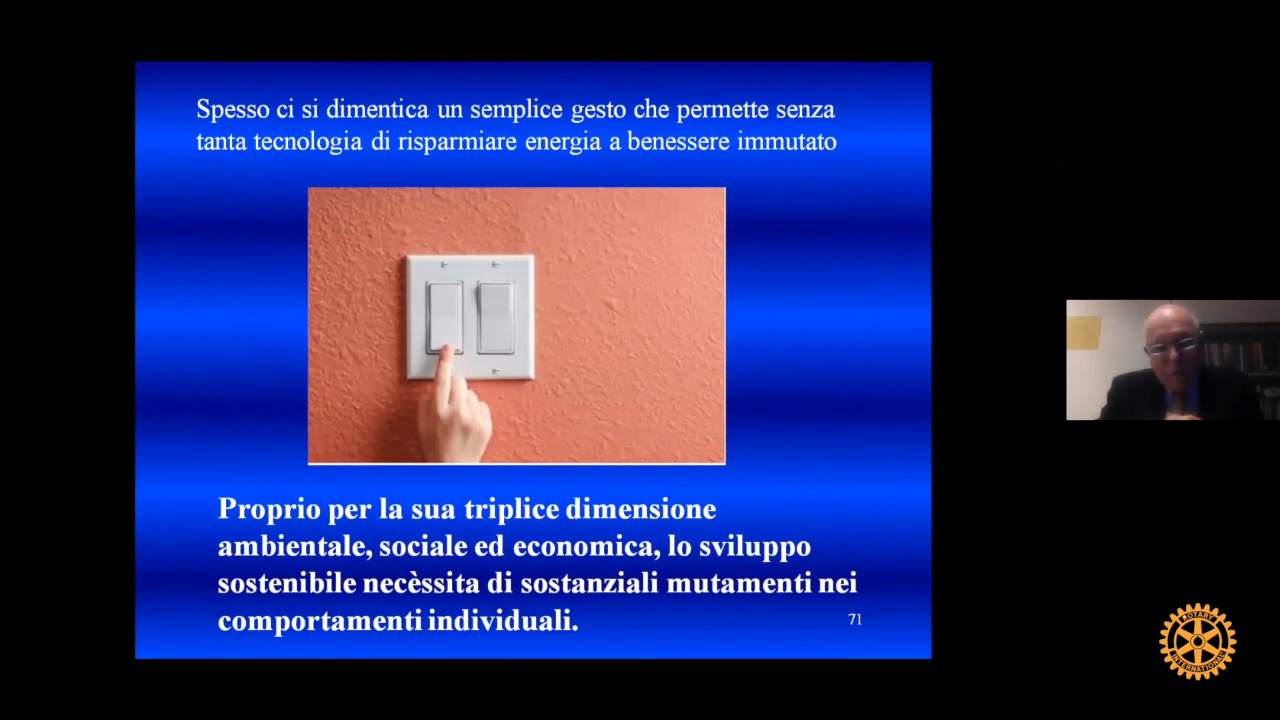 Spesso ci si dimentica un semplice gesto che permette senza
tanta tecnologia di risparmiare energia a benessere immutato
Proprio per la sua triplice dimensione
ambientale, sociale ed economica, lo sviluppo
sostenibile necèssita di sostanziali mutamenti nei
comportamenti individuali.
71
ROTARY
INTERNATIONAL